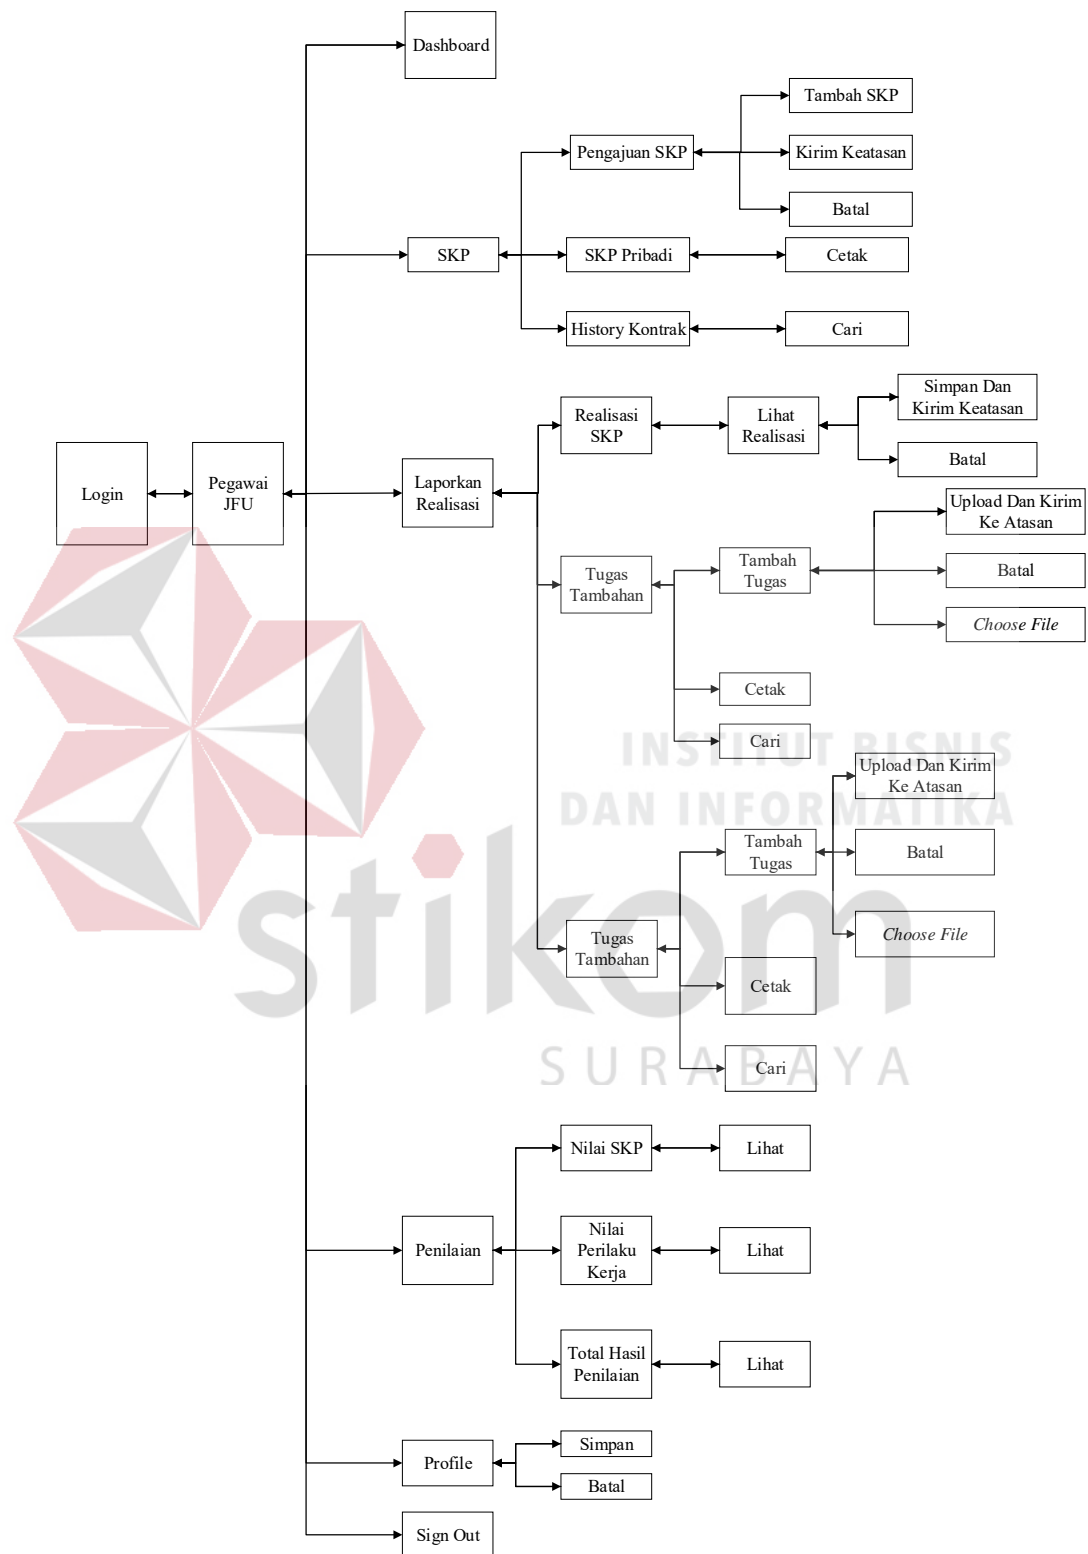 Dashboard
Tambah SKP
Pengajuan SKP
Kirim Keatasan
Batal
SKP
SKP Pribadi
Cetak
History Kontrak
Cari
Simpan Dan
Kirim Keatasan
Realisasi
SKP
Lihat
Realisasi
Batal
Login
Pegawai
JFU
Laporkan
Realisasi
Upload Dan Kirim
Ke Atasan
Tugas
Tambahan
Tambah
Tugas
Batal
Choose File
Cetak
Cari
INSTITUT BISNIS
DAN INFORMATIKA
Upload Dan Kirim
Ke Atasan
Tambah
Tugas
Batal
Choose File
Tugas
Tambahan
stikom
Cetak
Cari
SURABAYA
Nilai SKP
Lihat
Penilaian
Nilai
Perilaku
Kerja
Lihat
Total Hasil
Penilaian
Lihat
Profile
Simpan
Batal
Sign Out